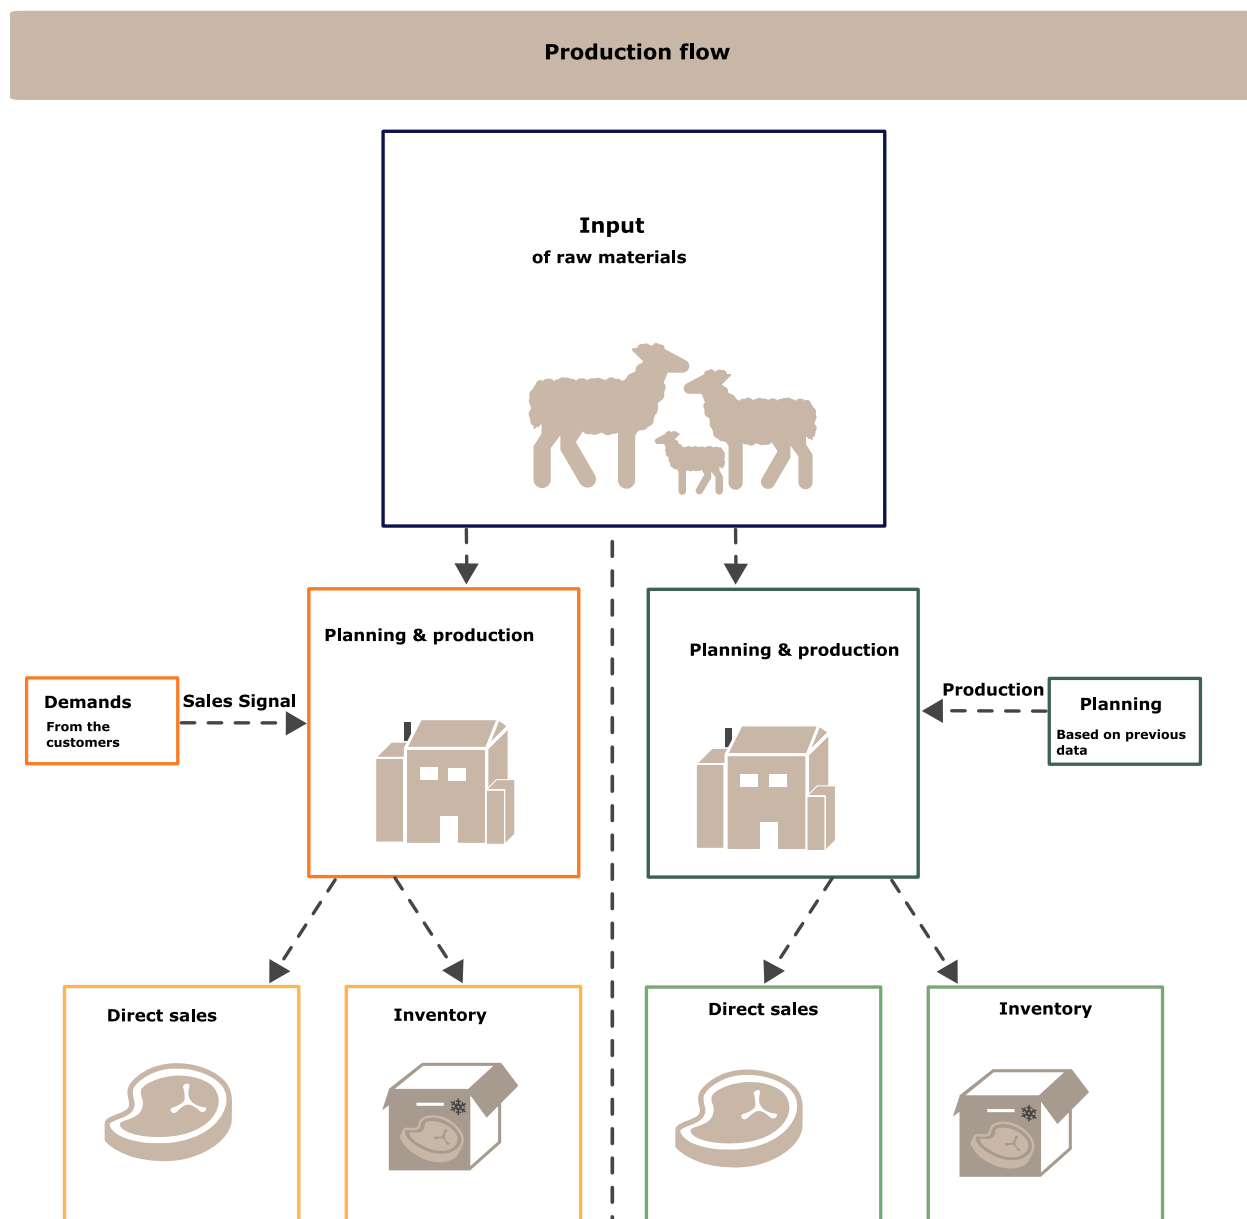 Production flow
Input
of raw materials
Planning & production
Planning & production
Demands
From the
customers
Sales Signal
Production
Planning
Based on previous
data
Direct sales
Inventory
Direct sales
Inventory